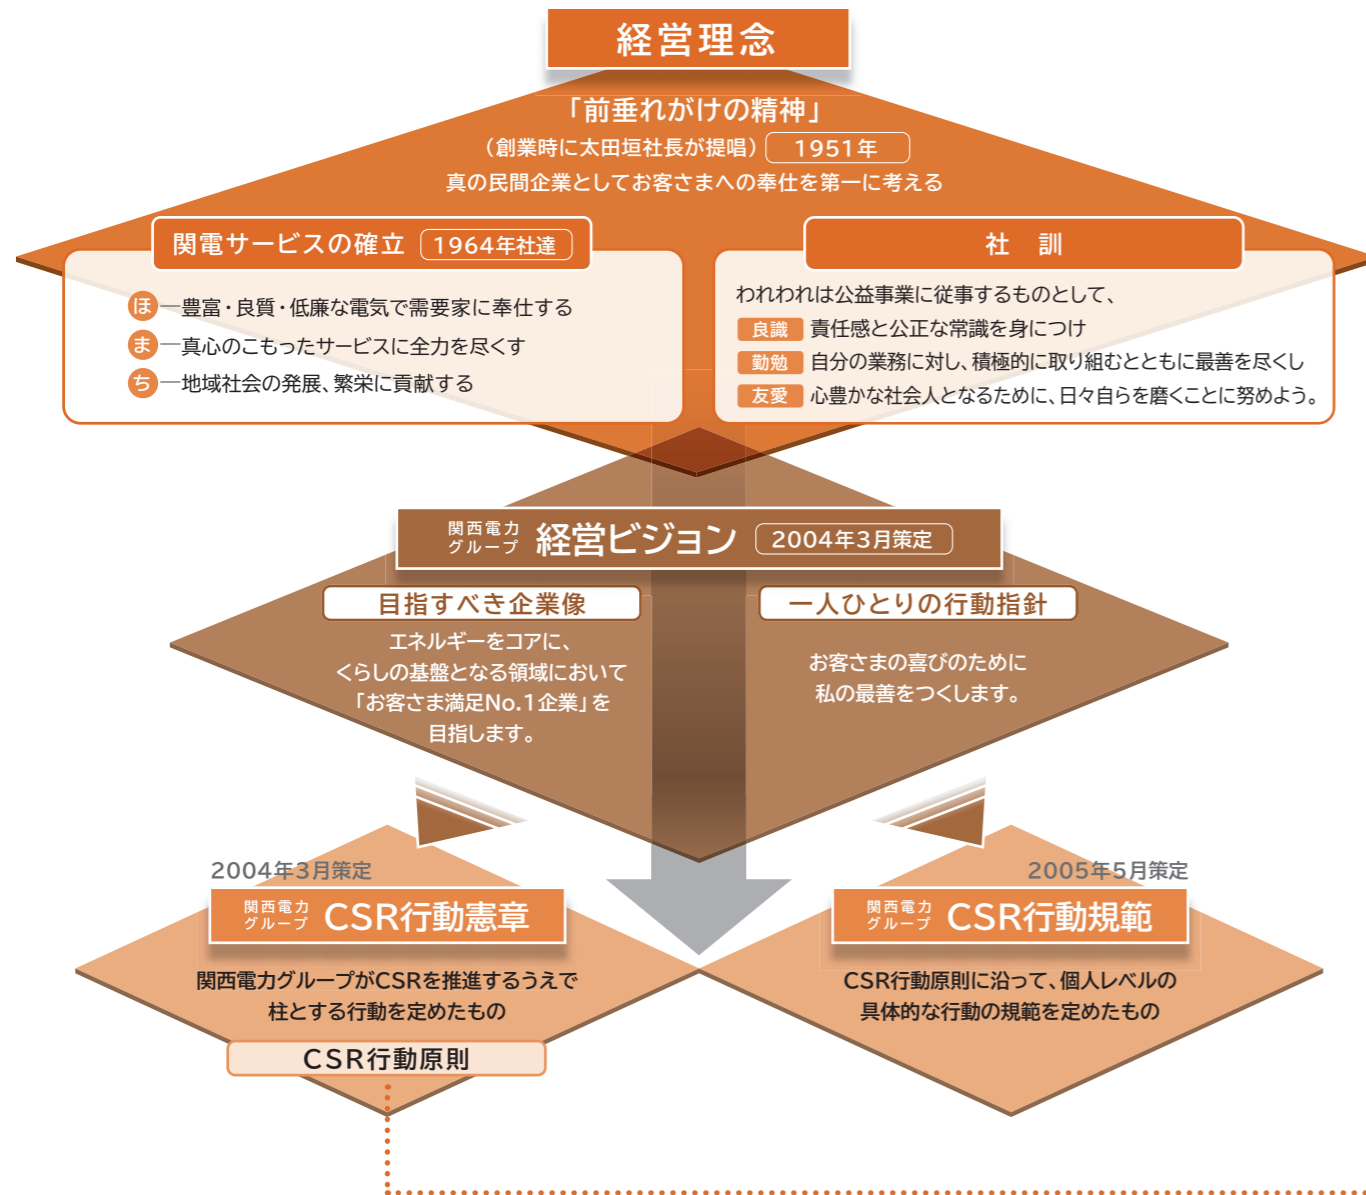 経営理念
「前垂れがけの精神」
(創業時に太田垣社長が提唱) 1951年
真の民間企業としてお客さまへの奉仕を第一に考える
関電サービスの確立 1964年社達
ほ―豊富・良質・低廉な電気で需要家に奉仕する
ま―真心のこもったサービスに全力を尽くす
ち―地域社会の発展、繁栄に貢献する
社 訓
われわれは公益事業に従事するものとして、
良識 責任感と公正な常識を身につけ
勤勉 自分の業務に対し、積極的に取り組むとともに最善を尽くし
友愛 心豊かな社会人となるために、日々自らを磨くことに努めよう。
関西電力
グループ 経営ビジョン 2004年3月策定
目指すべき企業像
エネルギーをコアに、
くらしの基盤となる領域において
「お客さま満足No.1企業」を
目指します。
一人ひとりの行動指針
お客さまの喜びのために
私の最善をつくします。
2004年3月策定
関西電力
グループ CSR行動憲章
関西電力グループがCSRを推進するうえで
柱とする行動を定めたもの
CSR行動原則
2005年5月策定
関西電力
グループ CSR行動規範
CSR行動原則に沿って、個人レベルの
具体的な行動の規範を定めたもの